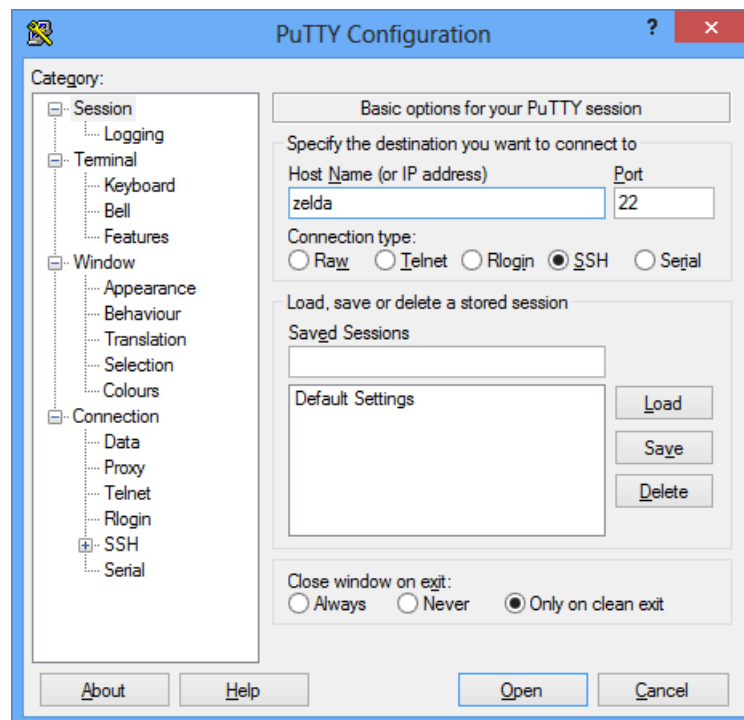 PuTTY Configuration
?
Category:
Session
Logging
Terminal
Keyboard
Bell
Features
Window
Appearance
Behaviour
Translation
Selection
Colours
Connection
Data
Proxy
Telnet
Rlogin
SSH
Serial
Basic options for your PuTTY session
Specify the destination you want to connect to
Host Name (or IP address) Port
zelda 22
Connection type:
Raw Telnet Rlogin SSH Serial
Load, save or delete a stored session
Saved Sessions
Default Settings
Load
Save
Delete
Close window on exit:
Always Never Only on clean exit
About Help Open Cancel